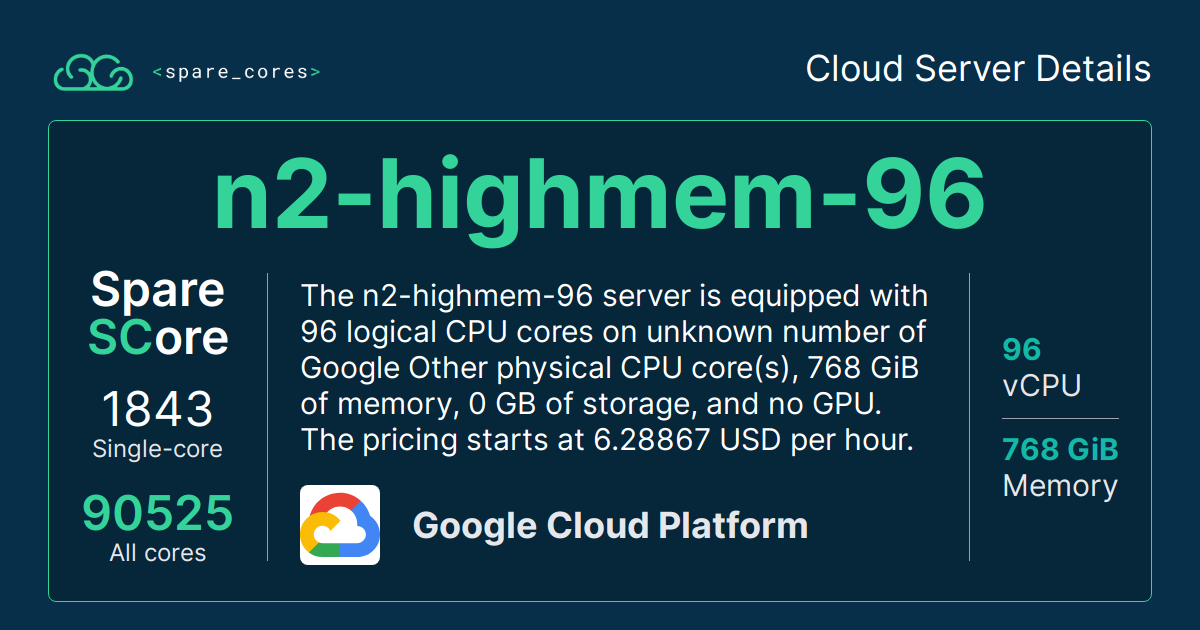 <spare_cores>
Cloud Server Details
n2-highmem-96
Spare
SCore
1843
Single-core
90525
All cores
The n2-highmem-96 server is equipped with
96 logical CPU cores on unknown number of
Google Other physical CPU core(s), 768 GiB
of memory, 0 GB of storage, and no GPU.
The pricing starts at 6.28867 USD per hour.
Google Cloud Platform
96
vCPU
768 GiB
Memory